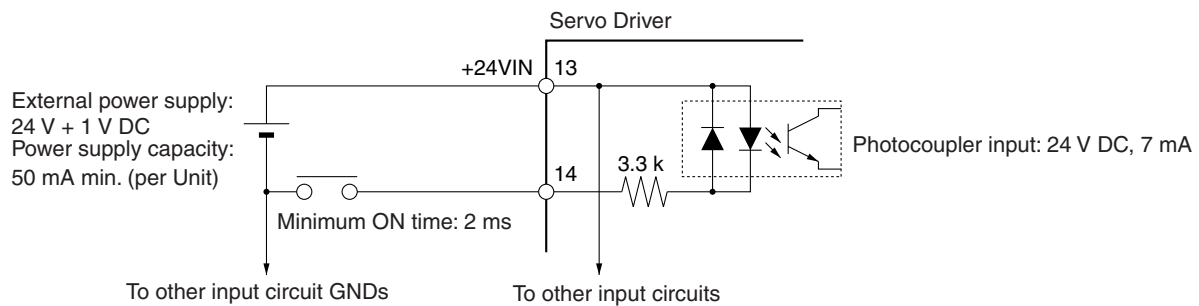 Servo Driver
+24VIN
13
External power supply:
24 V + 1 V DC
Power supply capacity:
50 mA min. (per Unit)
Photocoupler input: 24 V DC, 7 mA
14
3.3 k
Minimum ON time: 2 ms
To other input circuit GNDs
To other input circuits